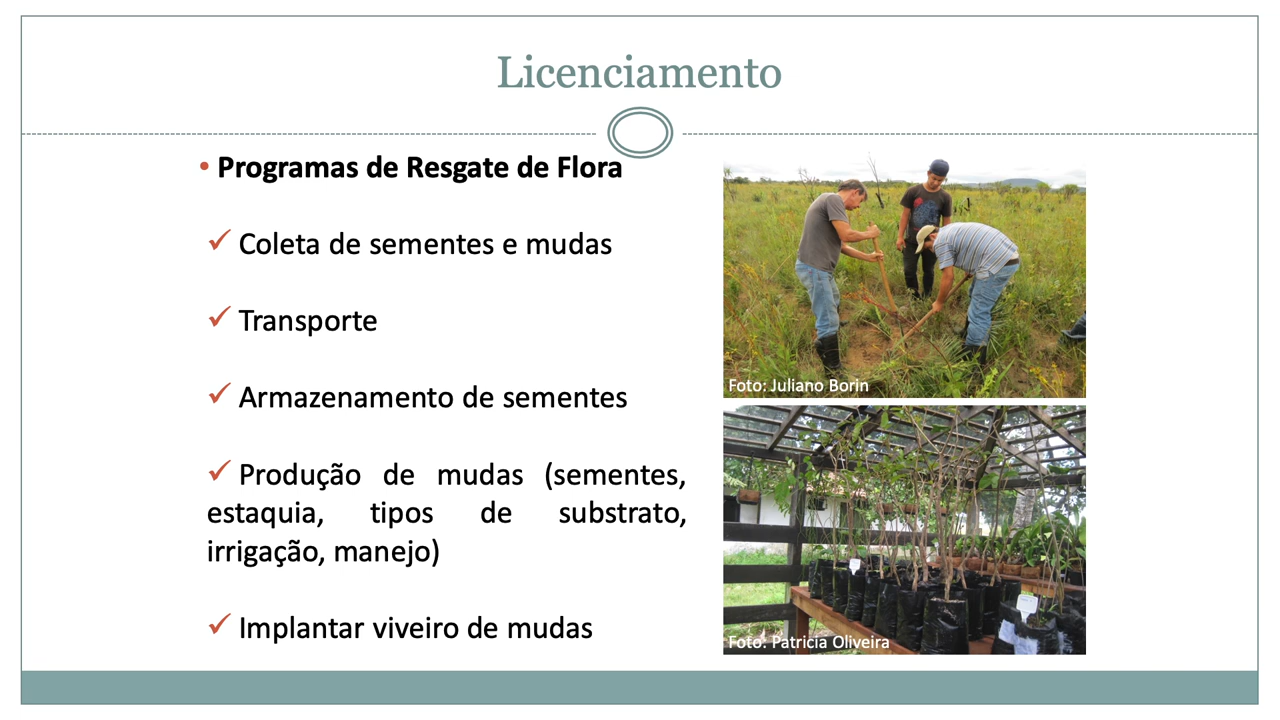 Licenciamento
• Programas de Resgate de Flora
✓ Coleta de sementes e mudas
✓ Transporte
✓ Armazenamento de sementes
✓ Produção de mudas (sementes,
estaquia, tipos de substrato,
irrigação, manejo)
✓ Implantar viveiro de mudas
Foto: Juliano Borin
Foto: Patricia Oliveira